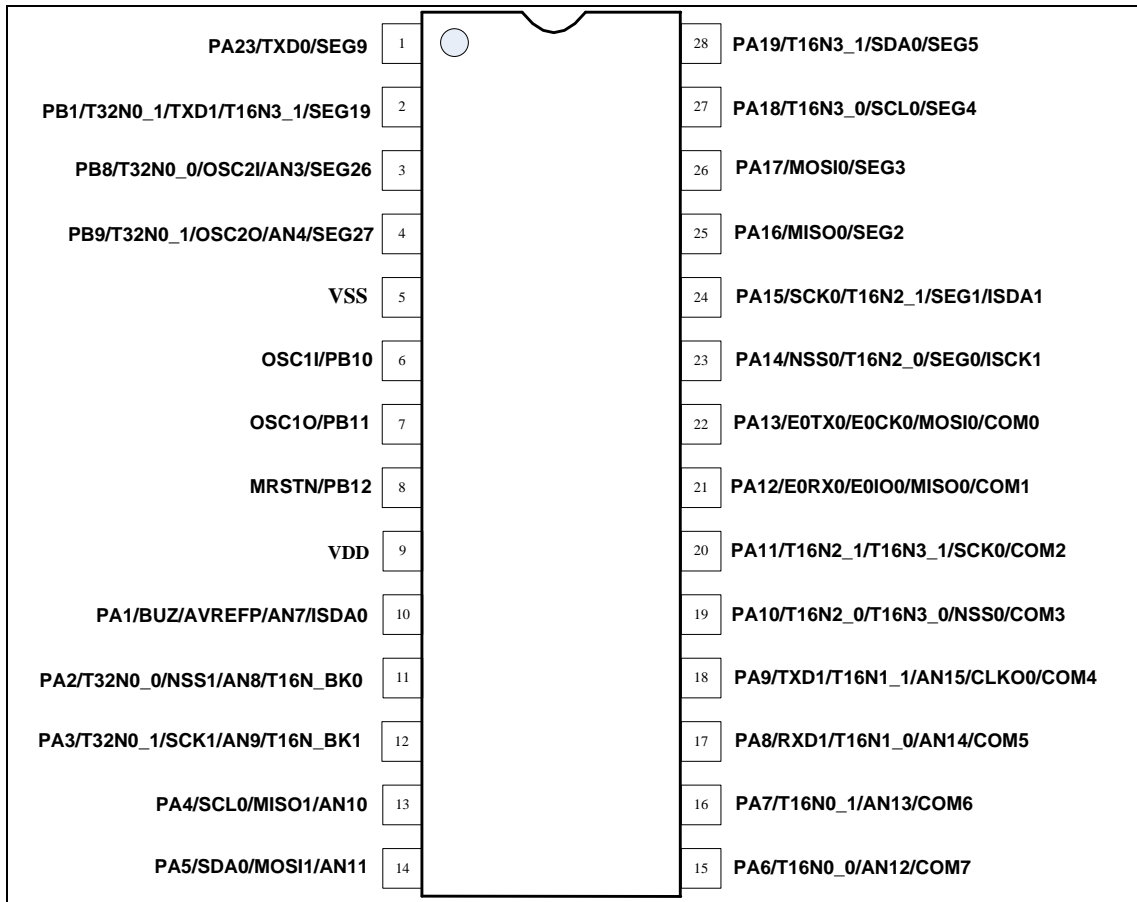 PA23/TXD0/SEG9 1 28 PA19/T16N3_1/SDA0/SEG5
PB1/T32N0_1/TXD1/T16N3_1/SEG19 2 27 PA18/T16N3_0/SCL0/SEG4
PB8/T32N0_0/OSC2I/AN3/SEG26 3 26 PA17/MOSI0/SEG3
PB9/T32N0_1/OSC2O/AN4/SEG27 4 25 PA16/MISO0/SEG2
VSS 5 24 PA15/SCK0/T16N2_1/SEG1/ISDA1
OSC1I/PB10 6 23 PA14/NSS0/T16N2_0/SEG0/ISCK1
OSC1O/PB11 7 22 PA13/E0TX0/E0CK0/MOSI0/COM0
MRSTN/PB12 8 21 PA12/E0RX0/E0IO0/MISO0/COM1
VDD 9 20 PA11/T16N2_1/T16N3_1/SCK0/COM2
PA1/BUZ/AVREFP/AN7/ISDA0 10 19 PA10/T16N2_0/T16N3_0/NSS0/COM3
PA2/T32N0_0/NSS1/AN8/T16N_BK0 11 18 PA9/TXD1/T16N1_1/AN15/CLKO0/COM4
PA3/T32N0_1/SCK1/AN9/T16N_BK1 12 17 PA8/RXD1/T16N1_0/AN14/COM5
PA4/SCL0/MISO1/AN10 13 16 PA7/T16N0_1/AN13/COM6
PA5/SDA0/MOSI1/AN11 14 15 PA6/T16N0_0/AN12/COM7